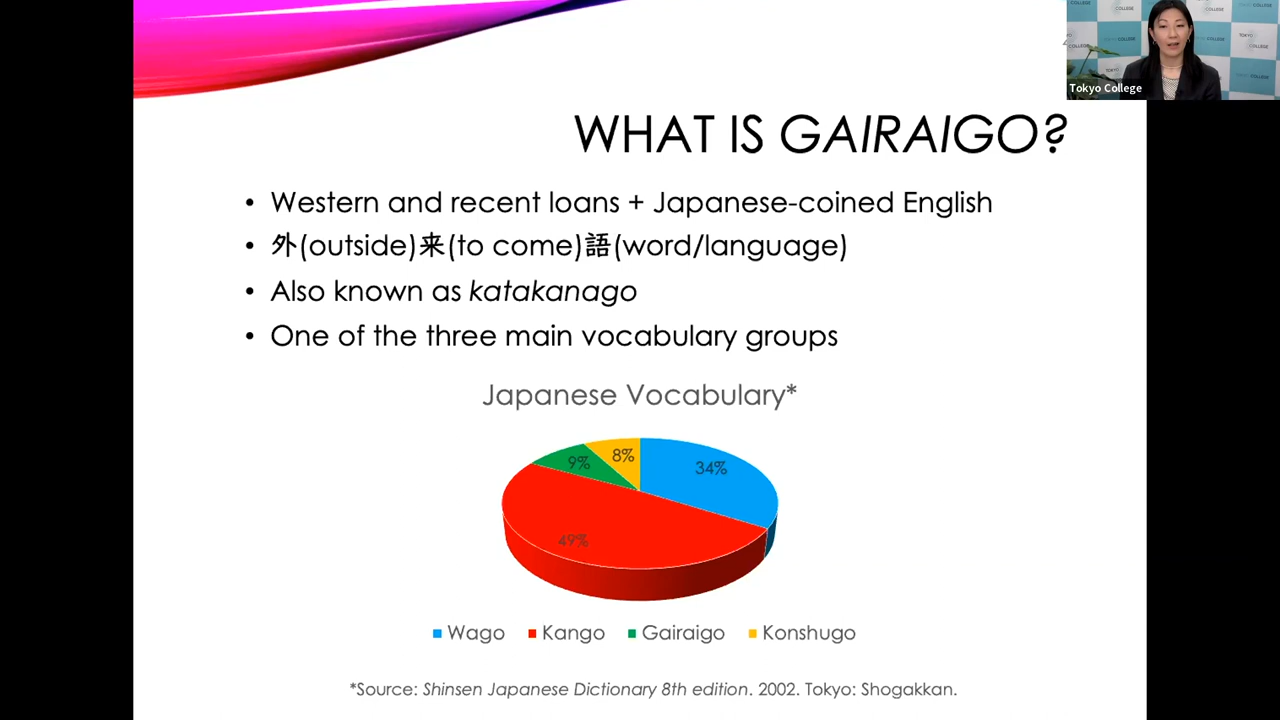 WHAT IS GAIRAIGO?
• Western and recent loans + Japanese-coined English
• 外(outside)来(to come)語(word/language)
• Also known as katakanago
• One of the three main vocabulary groups
Japanese Vocabulary*
8%
9%
34%
49%
Wago Kango Gairaigo Konshugo
*Source: Shinsen Japanese Dictionary 8th edition. 2002. Tokyo: Shogakkan.
TOKYO COLLEGE
Tokyo College